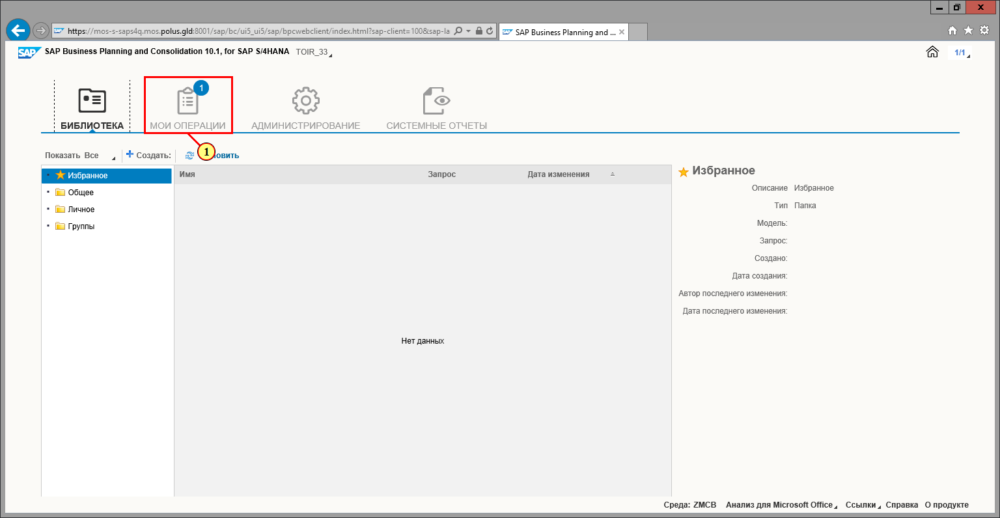 https://mos-s-saps4q.mos.polus.gld:8001/sap/bc/ui5_ui5/sap/bpcwebclient/index.html?sap-client=100&sap-la
SAP Business Planning and ...
SAP SAP Business Planning and Consolidation 10.1, for SAP S/4HANA TOIR_33
1/1
1
БИБЛИОТЕКА МОИ ОПЕРАЦИИ АДМИНИСТРИРОВАНИЕ СИСТЕМНЫЕ ОТЧЕТЫ
1
Показать Все Создать: новить
Избранное
Общее
Личное
Группы
Имя Запрос Дата изменения
Нет данных
Избранное
Описание Избранное
Тип Папка
Модель:
Запрос:
Создано:
Дата создания:
Автор последнего изменения:
Дата последнего изменения:
Среда: ZMCB Анализ для Microsoft Office Ссылки Справка О продукте